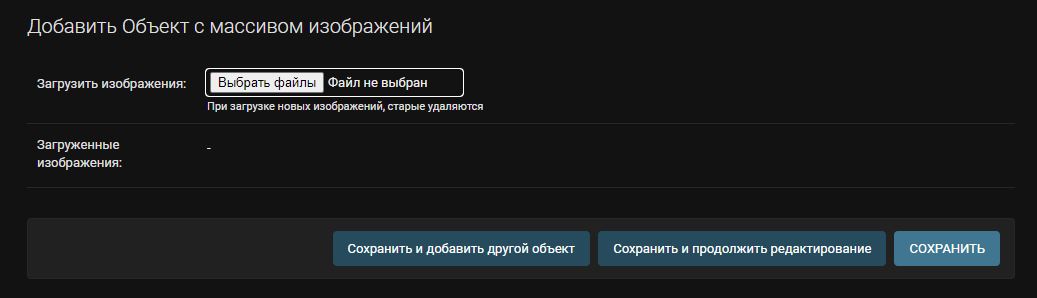 Добавить Объект с массивом изображений
Загрузить изображения:
Выбрать файлы Файл не выбран
При загрузке новых изображений, старые удаляются
Загруженные
изображения:
-
Сохранить и добавить другой объект
Сохранить и продолжить редактирование
СОХРАНИТЬ